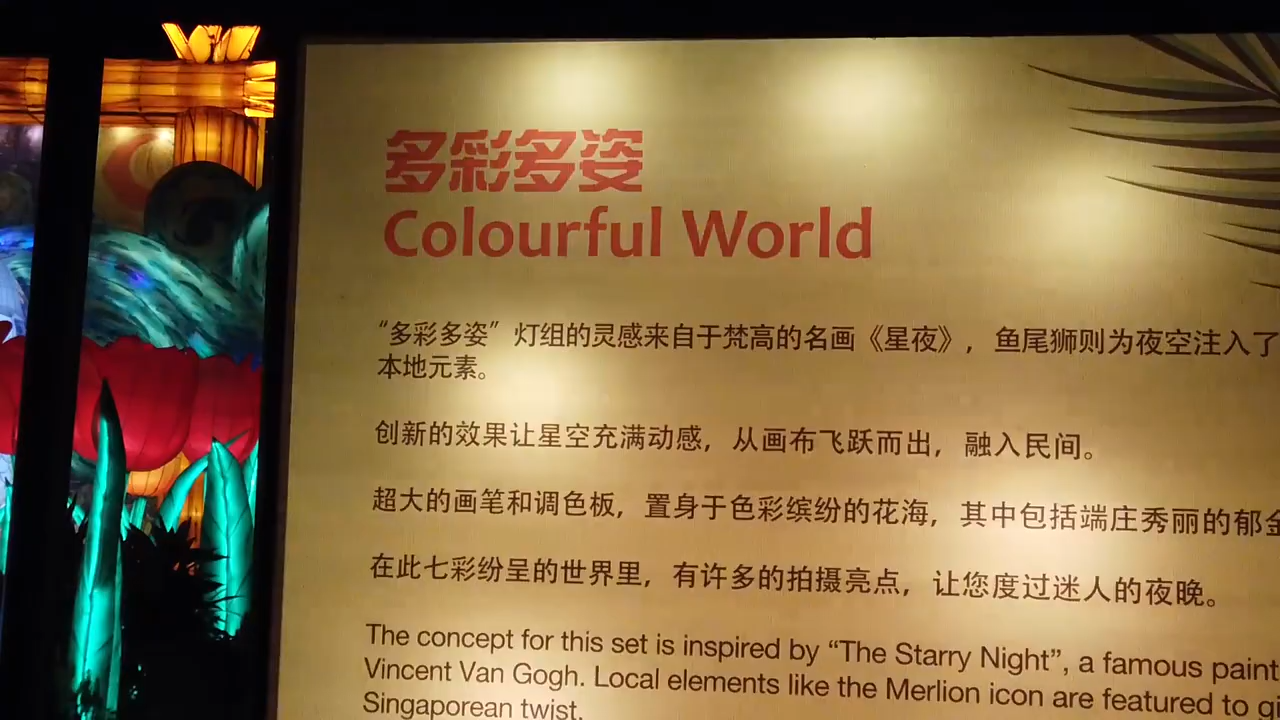 多彩多姿
Colourful World
“多彩多姿”灯组的灵感来自于梵高的名画《星夜》，鱼尾狮则为夜空注入了
本地元素。
创新的效果让星空充满动感，从画布飞跃而出，融入民间。
超大的画笔和调色板，置身于色彩缤纷的花海，其中包括端庄秀丽的郁金
在此七彩纷呈的世界里，有许多的拍摄亮点，让您度过迷人的夜晚。
The concept for this set is inspired by “The Starry Night”, a famous paint
Vincent Van Gogh. Local elements like the Merlion icon are featured to gi
Singaporean twist.